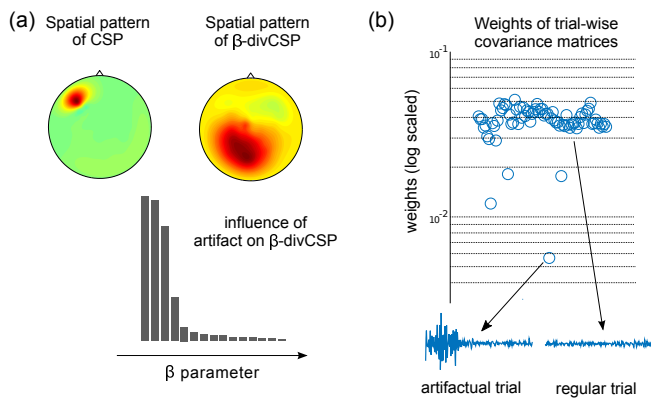 (a)
Spatial pattern
of CSP
Spatial pattern
of β-divCSP
influence of
artifact on β-divCSP
β parameter
(b)
Weights of trial-wise
covariance matrices
10-1
10-2
weights (log scaled)
artifactual trial
regular trial